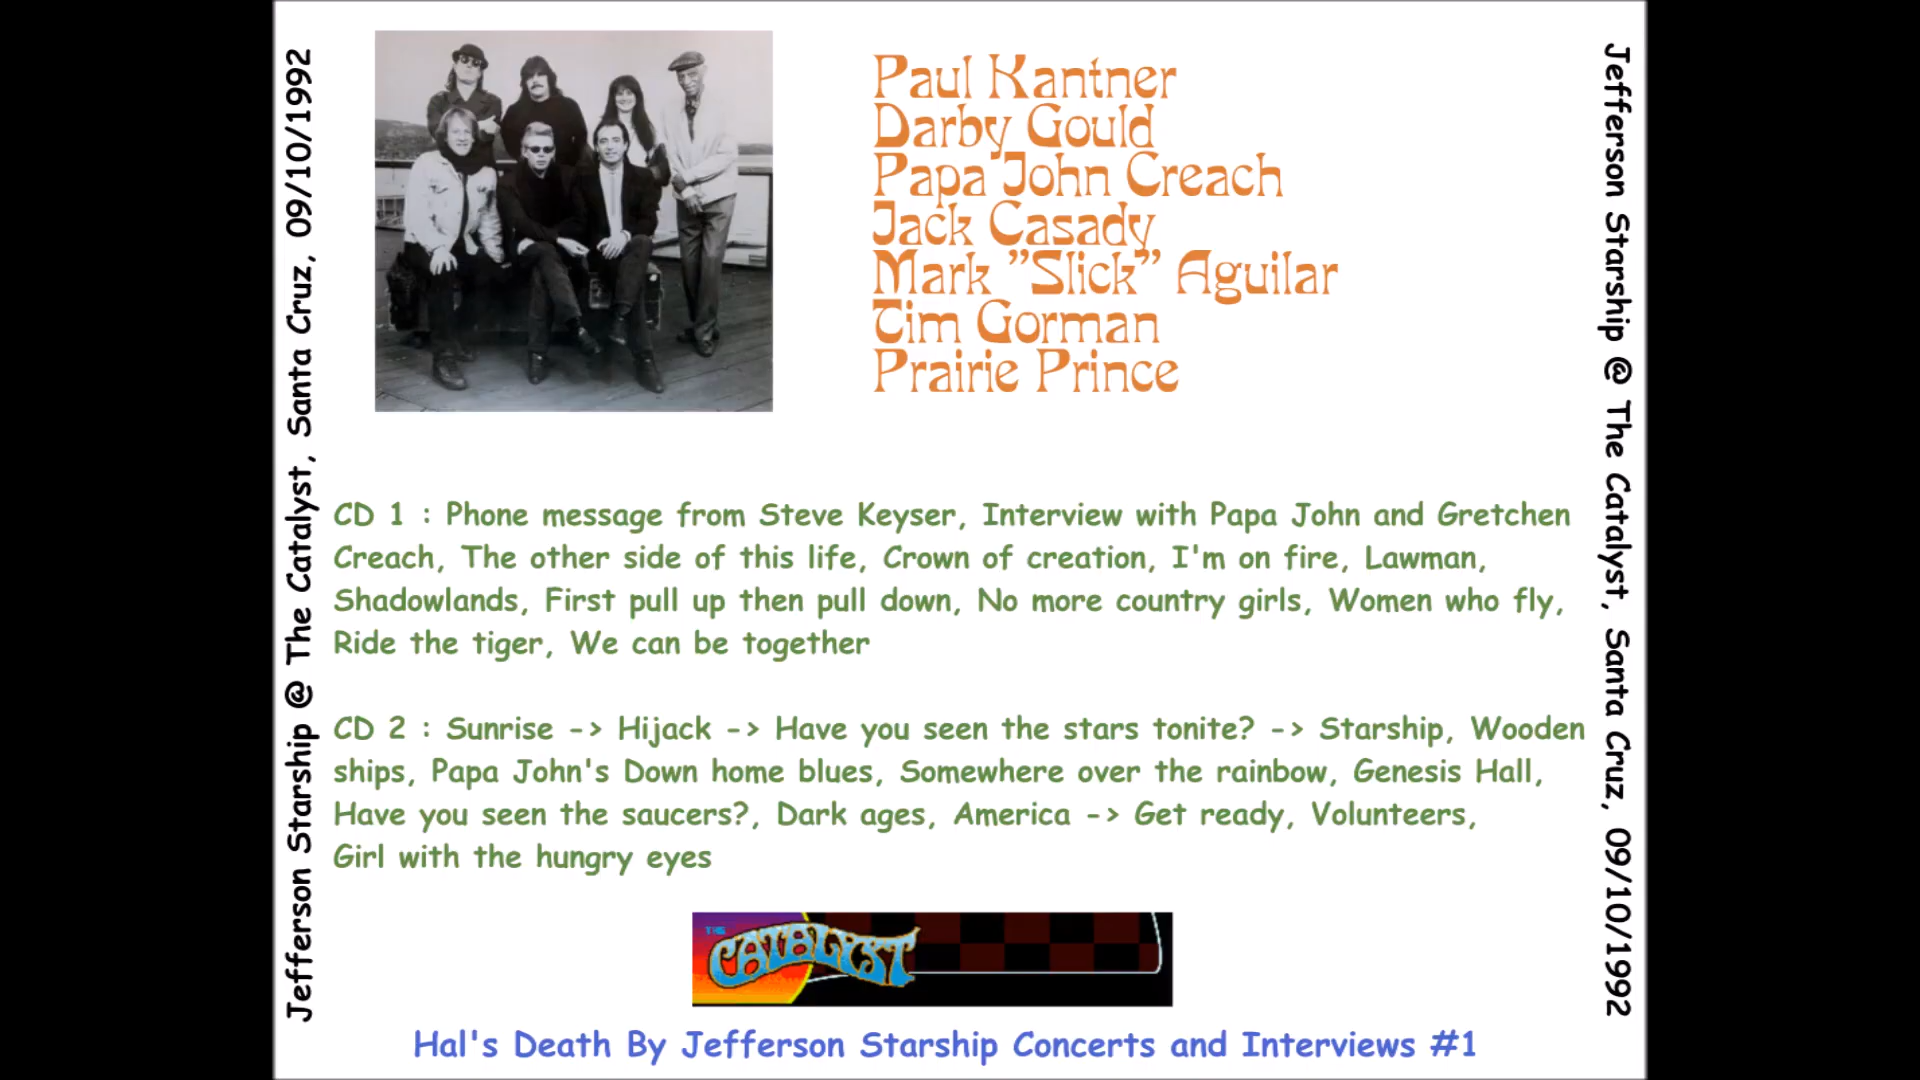 Jefferson Starship @ The Catalyst, Santa Cruz, 09/10/1992
Paul Kantner
Darby Gould
Papa John Creach
Jack Casady
Mark "Slick" Aguilar
Tim Gorman
Prairie Prince
Jefferson Starship @ The Catalyst, Santa Cruz, 09/10/1992
CD 1 : Phone message from Steve Keyser, Interview with Papa John and Gretchen
Creach, The other side of this life, Crown of creation, I'm on fire, Lawman,
Shadowlands, First pull up then pull down, No more country girls, Women who fly,
Ride the tiger, We can be together
CD 2 : Sunrise -> Hijack -> Have you seen the stars tonite? -> Starship, Wooden
ships, Papa John's Down home blues, Somewhere over the rainbow, Genesis Hall,
Have you seen the saucers?, Dark ages, America -> Get ready, Volunteers,
Girl with the hungry eyes
THE
CATALYST
Hal's Death By Jefferson Starship Concerts and Interviews #1